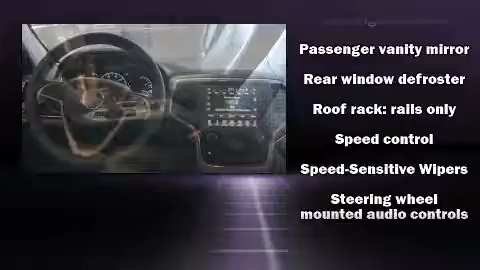 Passenger vanity mirror
Rear window defroster
Roof rack: rails only
Speed control
Speed-Sensitive Wipers
Steering wheel
mounted audio controls